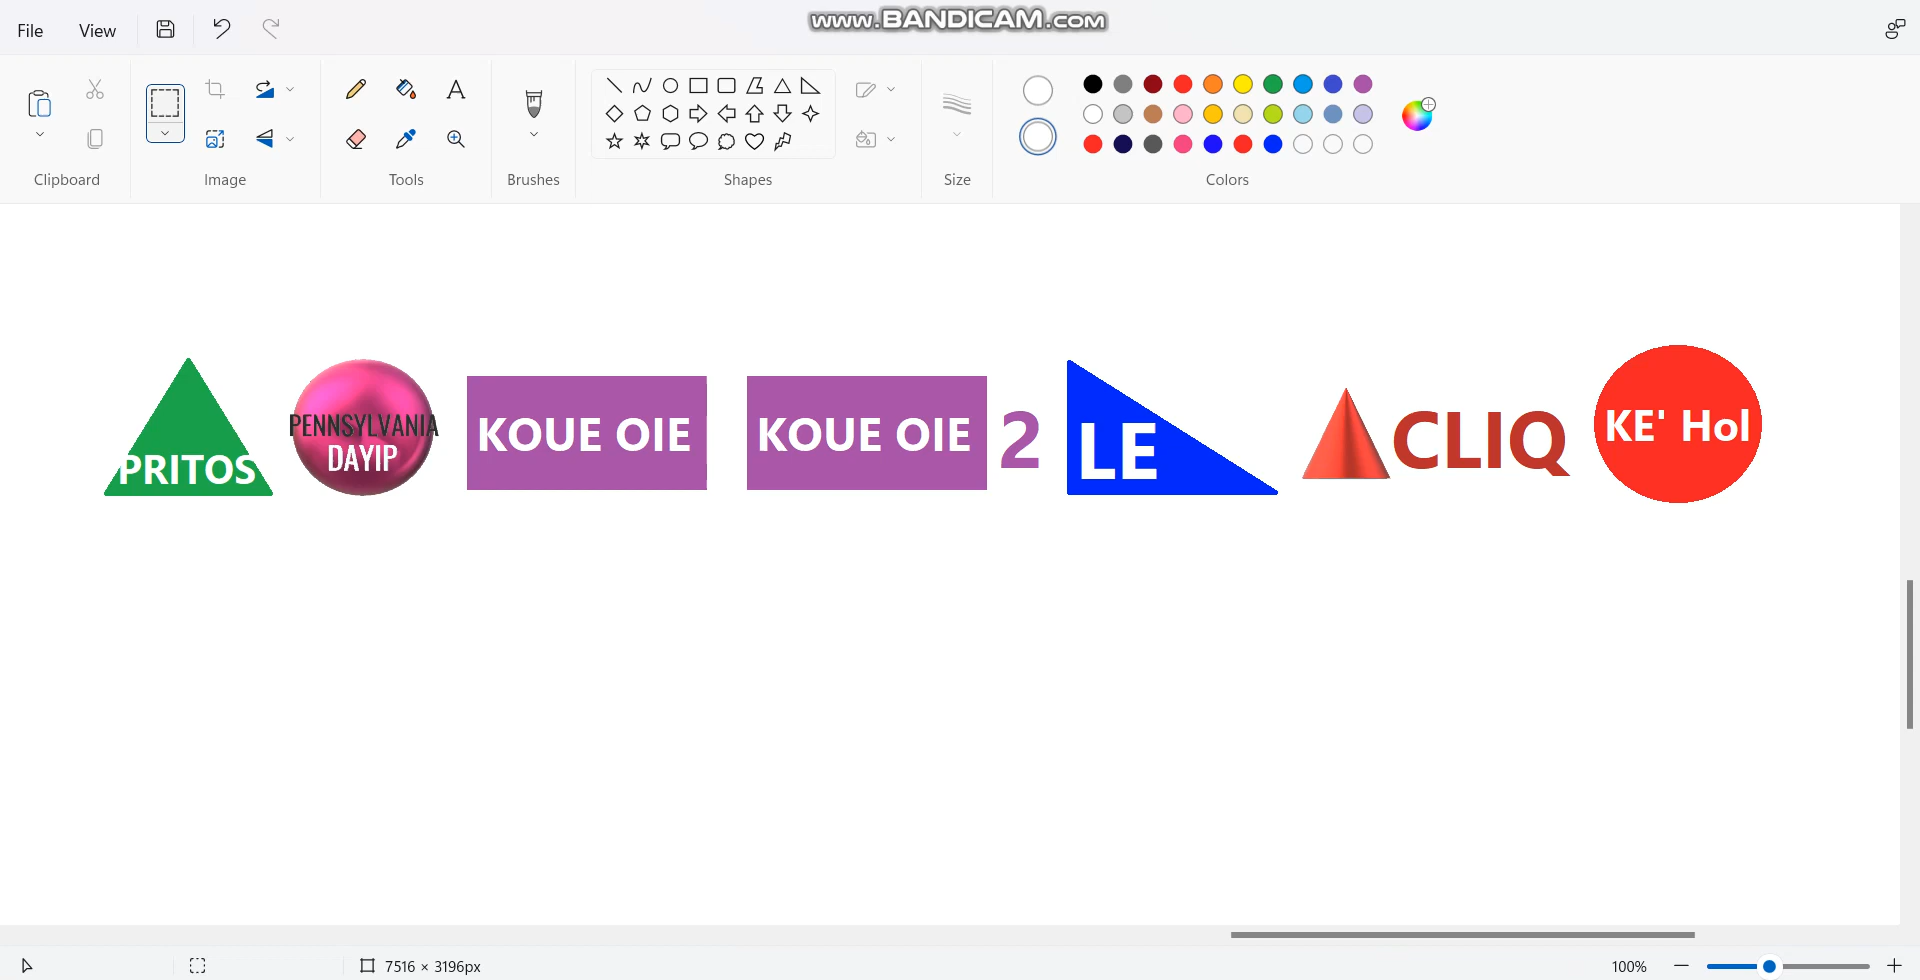 File View
www.BANDICAM.com
Clipboard
Image
Tools
Brushes
Shapes
Size
Colors
PRITOS
PENNSYLVANIA
DAYIP
KOUE OIE
KOUE OIE 2
LE
CLIQ
KE' Hol
7516 × 3196px
100%